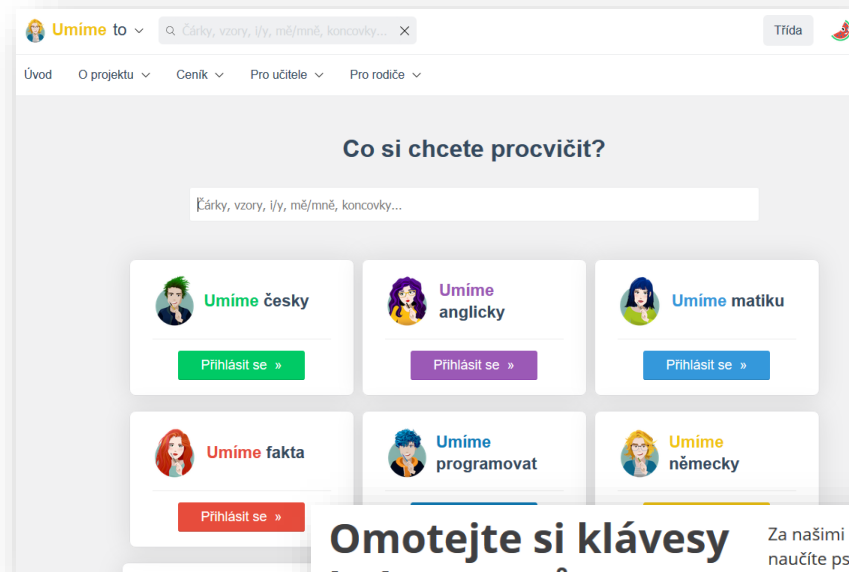 Umíme to
Čárky, vzory, i/y, mě/mně, koncovky...
Třída
Úvod O projektu Ceník Pro učitele Pro rodiče
Co si chcete procvičit?
Čárky, vzory, i/y, mě/mně, koncovky...
Umíme česky
Umíme
anglicky
Umíme matiku
Přihlásit se »
Přihlásit se »
Přihlásit se »
Umíme fakta
Umíme
programovat
Umíme
německy
Přihlásit se »
Omotejte si klávesy
Za našimi
naučíte ps